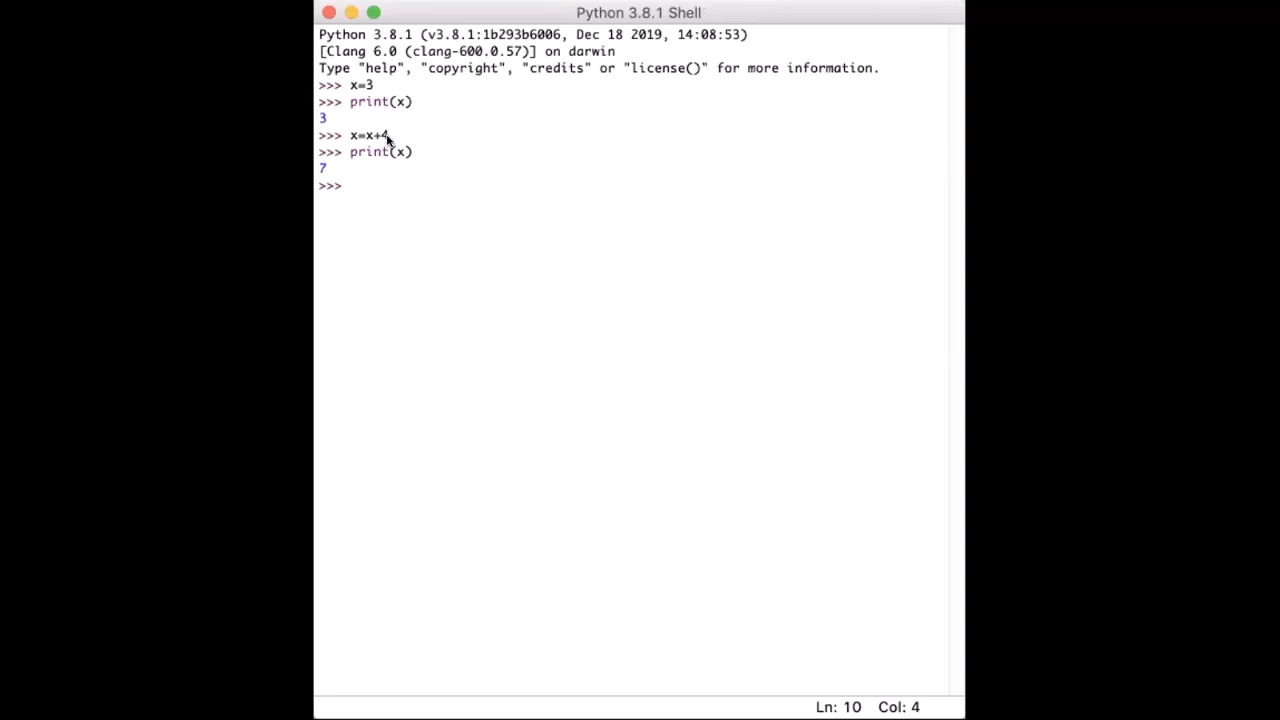 Python 3.8.1 Shell
Python 3.8.1 (v3.8.1:1b293b6006, Dec 18 2019, 14:08:53)
[Clang 6.0 (clang-600.0.57)] on darwin
Type "help", "copyright", "credits" or "license()" for more information.
>>> x=3
>>> print(x)
3
>>> x=x+4
>>> print(x)
7
>>>
Ln: 10 Col: 4